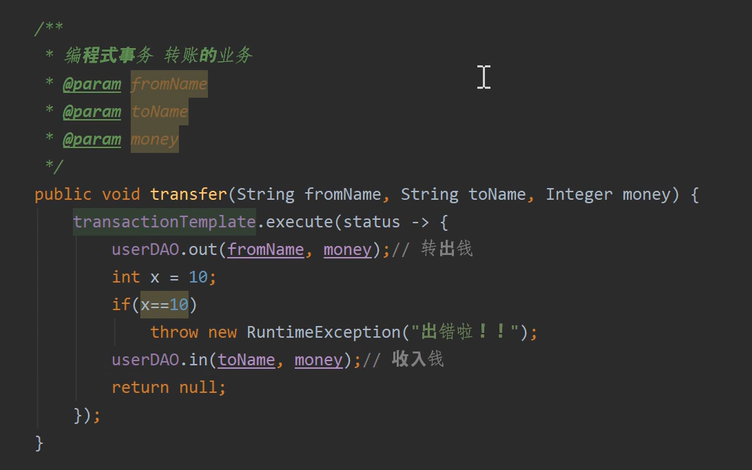 /**
* 编程式事务 转账的业务
* @param fromName
* @param toName
* @param money
*/
public void transfer(String fromName, String toName, Integer money) {
transactionTemplate.execute(status -> {
userDAO.out(fromName, money);// 转出钱
int x = 10;
if(x==10)
throw new RuntimeException("出错啦！！");
userDAO.in(toName, money);// 收入钱
return null;
});
}